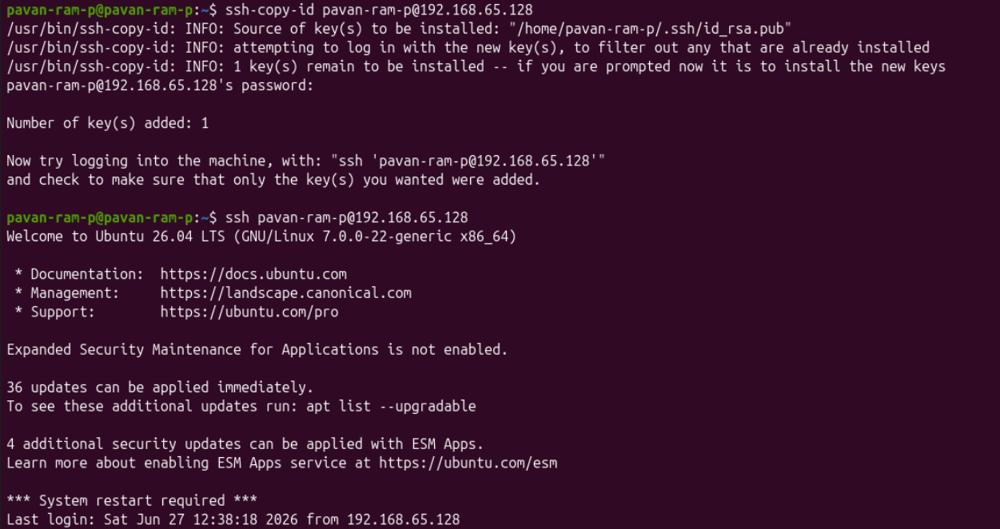 pavan-ram-p@pavan-ram-p:~$ ssh-copy-id pavan-ram-p@192.168.65.128
/usr/bin/ssh-copy-id: INFO: Source of key(s) to be installed: "/home/pavan-ram-p/.ssh/id_rsa.pub"
/usr/bin/ssh-copy-id: INFO: attempting to log in with the new key(s), to filter out any that are already installed
/usr/bin/ssh-copy-id: INFO: 1 key(s) remain to be installed -- if you are prompted now it is to install the new keys
pavan-ram-p@192.168.65.128's password:
Number of key(s) added: 1
Now try logging into the machine, with: "ssh 'pavan-ram-p@192.168.65.128'"
and check to make sure that only the key(s) you wanted were added.
pavan-ram-p@pavan-ram-p:~$ ssh pavan-ram-p@192.168.65.128
Welcome to Ubuntu 26.04 LTS (GNU/Linux 7.0.0-22-generic x86_64)
* Documentation: https://docs.ubuntu.com
* Management: https://landscape.canonical.com
* Support: https://ubuntu.com/pro
Expanded Security Maintenance for Applications is not enabled.
36 updates can be applied immediately.
To see these additional updates run: apt list --upgradable
4 additional security updates can be applied with ESM Apps.
Learn more about enabling ESM Apps service at https://ubuntu.com/esm
*** System restart required ***
Last login: Sat Jun 27 12:38:18 2026 from 192.168.65.128